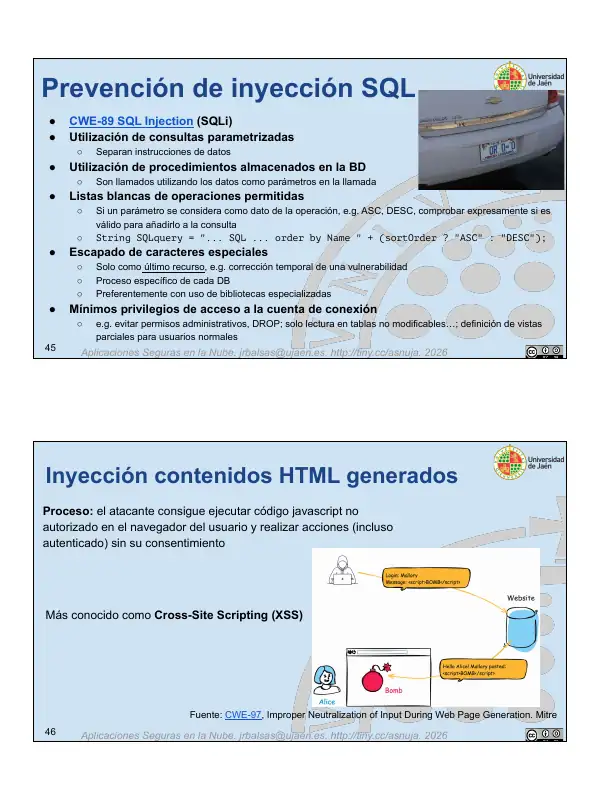 Prevención de inyección SQL
Universidad
de Jaén
● CWE-89 SQL Injection (SQLi)
● Utilización de consultas parametrizadas
○ Separan instrucciones de datos
● Utilización de procedimientos almacenados en la BD
○ Son llamados utilizando los datos como parámetros en la llamada
● Listas blancas de operaciones permitidas
○ Si un parámetro se considera como dato de la operación, e.g. ASC, DESC, comprobar expresamente si es
válido para añadirlo a la consulta
○ String SQLquery = "... SQL ... order by Name " + (sortOrder ? "ASC" : "DESC");
● Escapado de caracteres especiales
○ Solo como último recurso, e.g. corrección temporal de una vulnerabilidad
○ Proceso específico de cada DB
○ Preferentemente con uso de bibliotecas especializadas
● Mínimos privilegios de acceso a la cuenta de conexión
○ e.g. evitar permisos administrativos, DROP; solo lectura en tablas no modificables…; definición de vistas
parciales para usuarios normales
45
Aplicaciones Seguras en la Nube. jrbalsas@ujaen.es. http://tiny.cc/asnuja. 2026
Inyección contenidos HTML generados
Universidad
de Jaén
Proceso: el atacante consigue ejecutar código javascript no
autorizado en el navegador del usuario y realizar acciones (incluso
autenticado) sin su consentimiento
Login: Mallory
Message: <script>BOMB</script>
Website
Más conocido como Cross-Site Scripting (XSS)
Hello Alice! Mallory posted:
<script>BOMB</script>
Bomb
Alice
Fuente: CWE-97, Improper Neutralization of Input During Web Page Generation. Mitre
46
Aplicaciones Seguras en la Nube. jrbalsas@ujaen.es. http://tiny.cc/asnuja. 2026